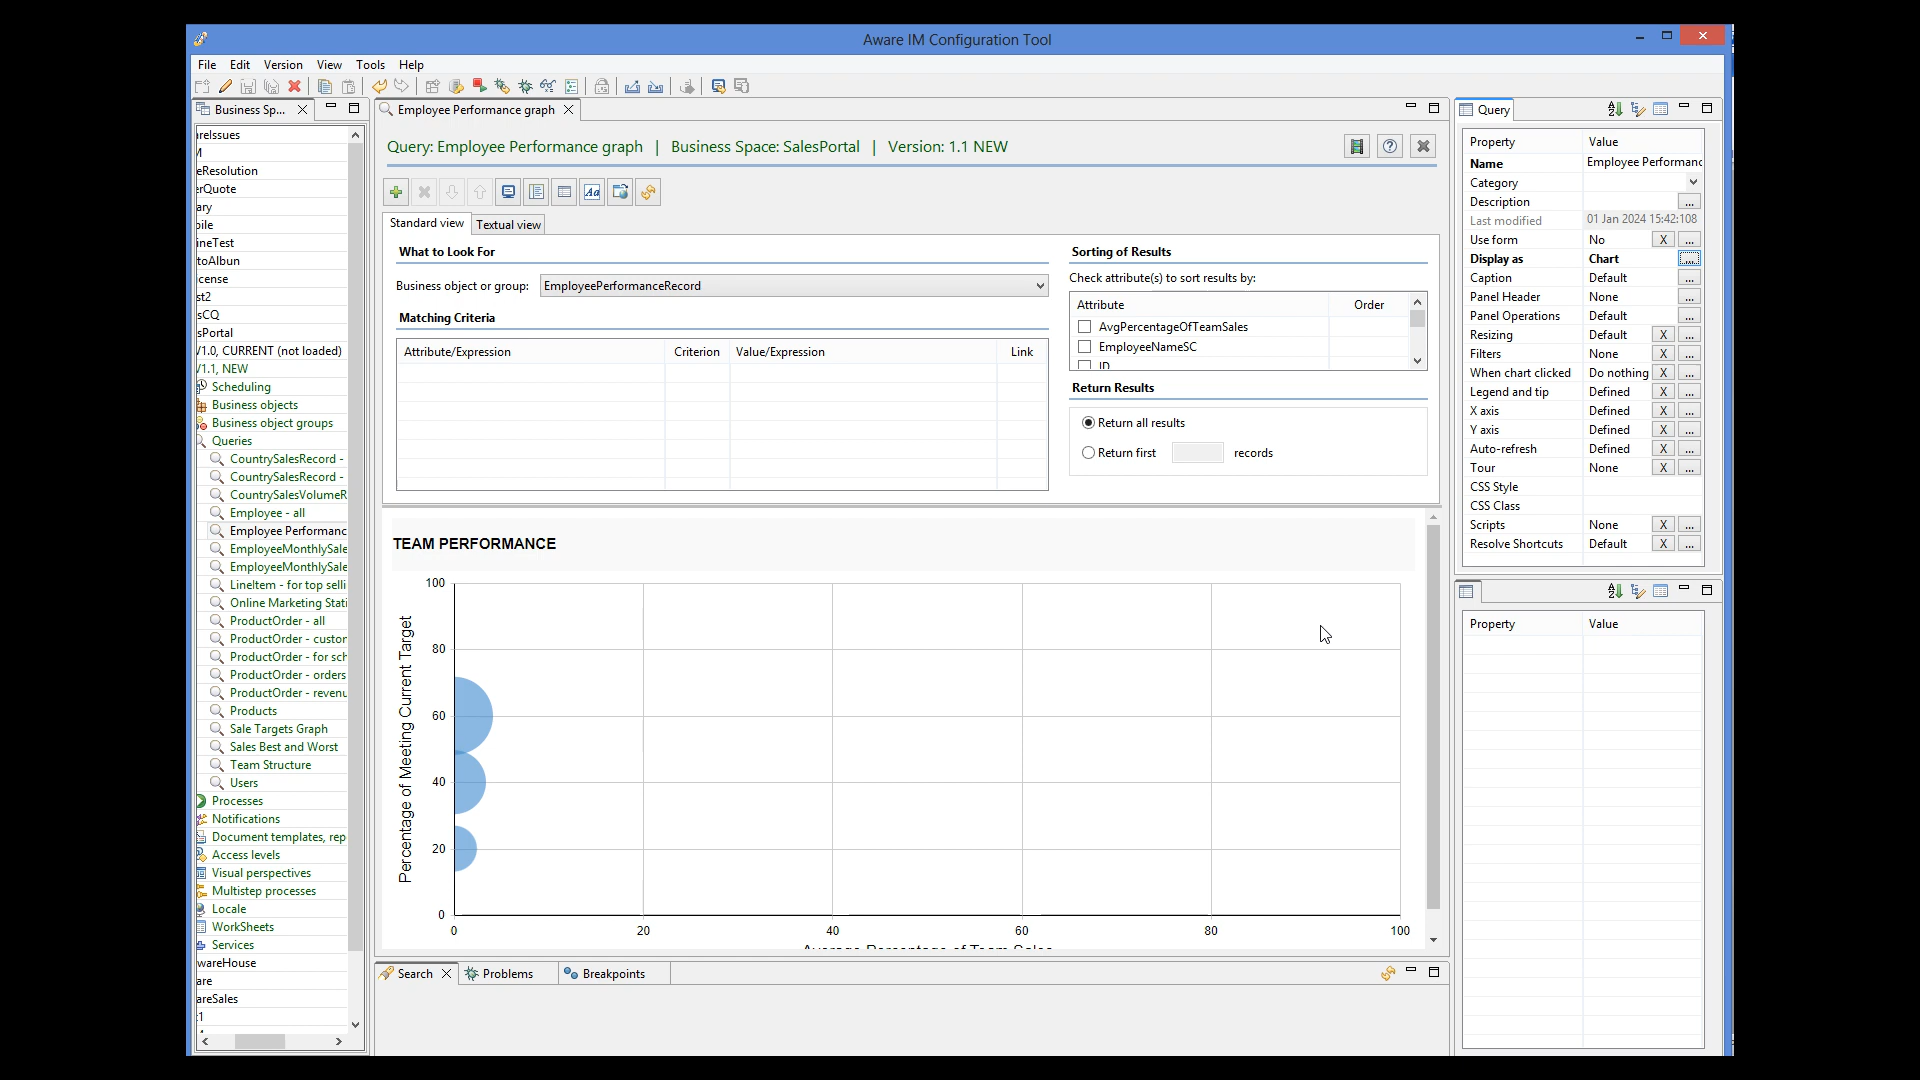 Aware IM Configuration Tool
File Edit Version View Tools Help
Business Sp...
ireIssues
M
eResolution
erQuote
ary
bile
ineTest
toAlbun
icense
st2
sCQ
sPortal
V1.0, CURRENT (not loaded)
V1.1, NEW
Scheduling
Business objects
Business object groups
Queries
CountrySalesRecord -
CountrySalesRecord -
CountrySalesVolumeR
Employee - all
Employee Performanc
EmployeeMonthlySale
EmployeeMonthlySale
LineItem - for top selli
Online Marketing Stati
ProductOrder - all
ProductOrder - custor
ProductOrder - for sch
ProductOrder - orders
ProductOrder - revenu
Products
Sale Targets Graph
Sales Best and Worst
Team Structure
Users
Processes
Notifications
Document templates, rep
Access levels
Visual perspectives
Multistep processes
Locale
WorkSheets
Services
wareHouse
are
areSales
:1
Employee Performance graph
Query: Employee Performance graph | Business Space: SalesPortal | Version: 1.1 NEW
Standard view Textual view
What to Look For
Business object or group: EmployeePerformanceRecord
Matching Criteria
Attribute/Expression Criterion Value/Expression Link
Sorting of Results
Check attribute(s) to sort results by:
Attribute Order
AvgPercentageOfTeamSales
EmployeeNameSC
ID
Return Results
Return all results
Return first records
TEAM PERFORMANCE
Percentage of Meeting Current Target
100
80
60
40
20
0
0 20 40 60 80 100
Average Percentage of Team Sales
Search Problems Breakpoints
Query
Property Value
Name Employee Performanc
Category
Description ...
Last modified 01 Jan 2024 15:42:108
Use form No X ...
Display as Chart ...
Caption Default ...
Panel Header None ...
Panel Operations Default ...
Resizing Default X ...
Filters None X ...
When chart clicked Do nothing X ...
Legend and tip Defined X ...
X axis Defined X ...
Y axis Defined X ...
Auto-refresh Defined X ...
Tour None X ...
CSS Style
CSS Class
Scripts None X ...
Resolve Shortcuts Default X ...
Property Value